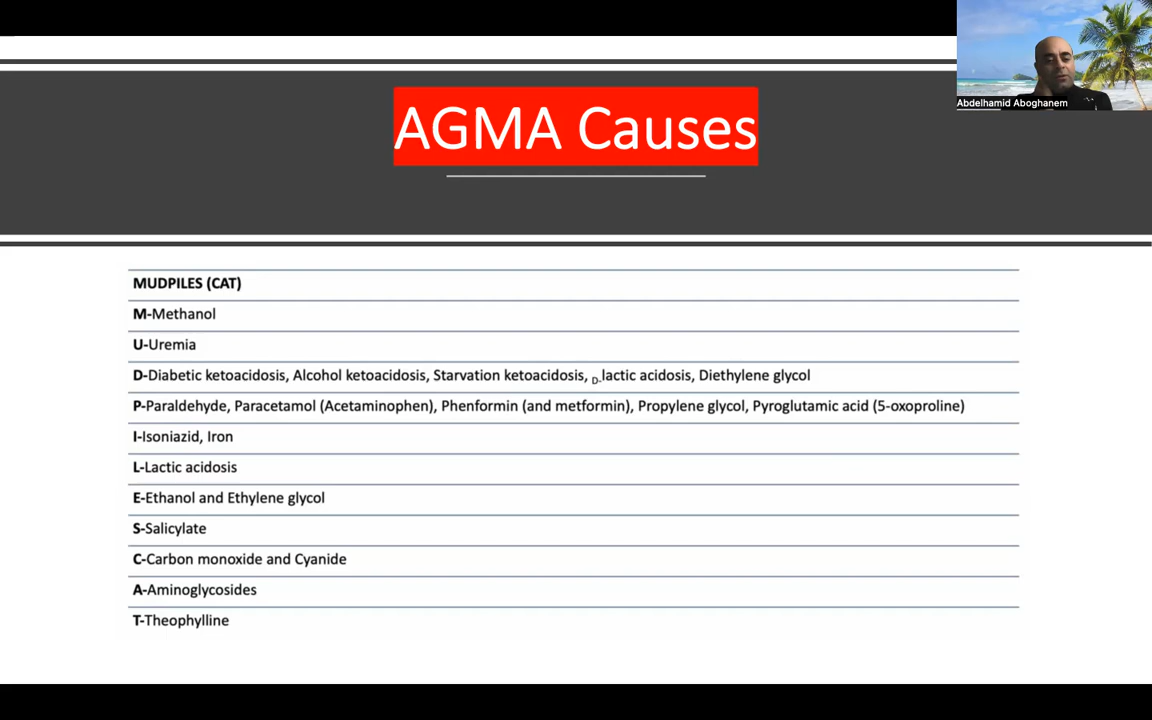 Abdelhamid Aboghanem
AGMA Causes
MUDPILES (CAT)
M-Methanol
U-Uremia
D-Diabetic ketoacidosis, Alcohol ketoacidosis, Starvation ketoacidosis, D-lactic acidosis, Diethylene glycol
P-Paraldehyde, Paracetamol (Acetaminophen), Phenformin (and metformin), Propylene glycol, Pyroglutamic acid (5-oxoproline)
I-Isoniazid, Iron
L-Lactic acidosis
E-Ethanol and Ethylene glycol
S-Salicylate
C-Carbon monoxide and Cyanide
A-Aminoglycosides
T-Theophylline